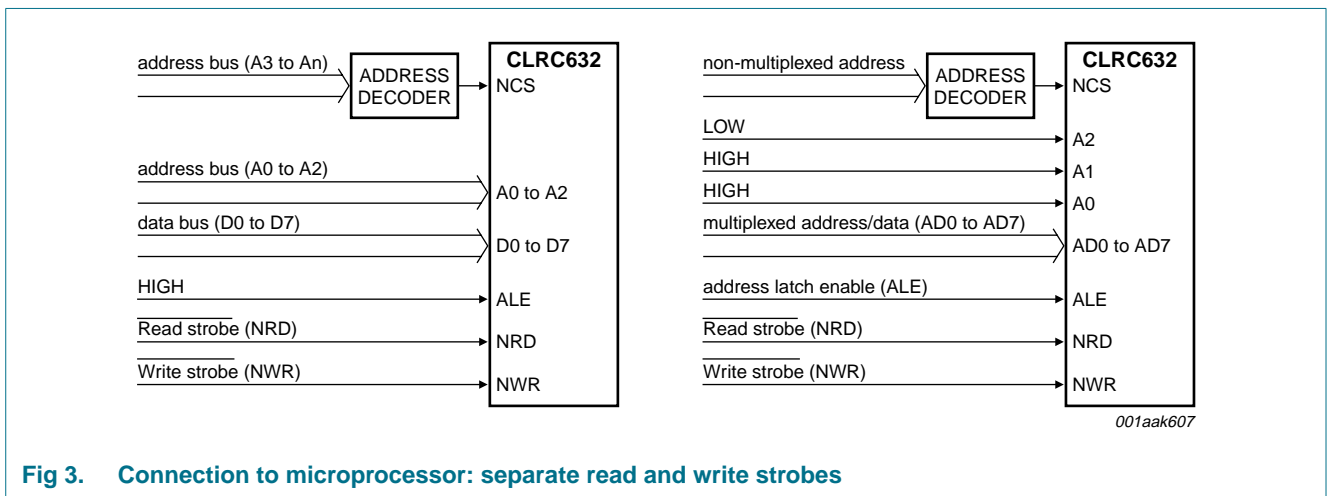 address bus (A3 to An)
ADDRESS
DECODER
CLRC632
NCS
address bus (A0 to A2)
A0 to A2
data bus (D0 to D7)
D0 to D7
HIGH
ALE
Read strobe (NRD)
NRD
Write strobe (NWR)
NWR
non-multiplexed address
ADDRESS
DECODER
CLRC632
NCS
LOW
A2
HIGH
A1
HIGH
A0
multiplexed address/data (AD0 to AD7)
AD0 to AD7
address latch enable (ALE)
ALE
Read strobe (NRD)
NRD
Write strobe (NWR)
NWR
001aak607
Fig 3. Connection to microprocessor: separate read and write strobes